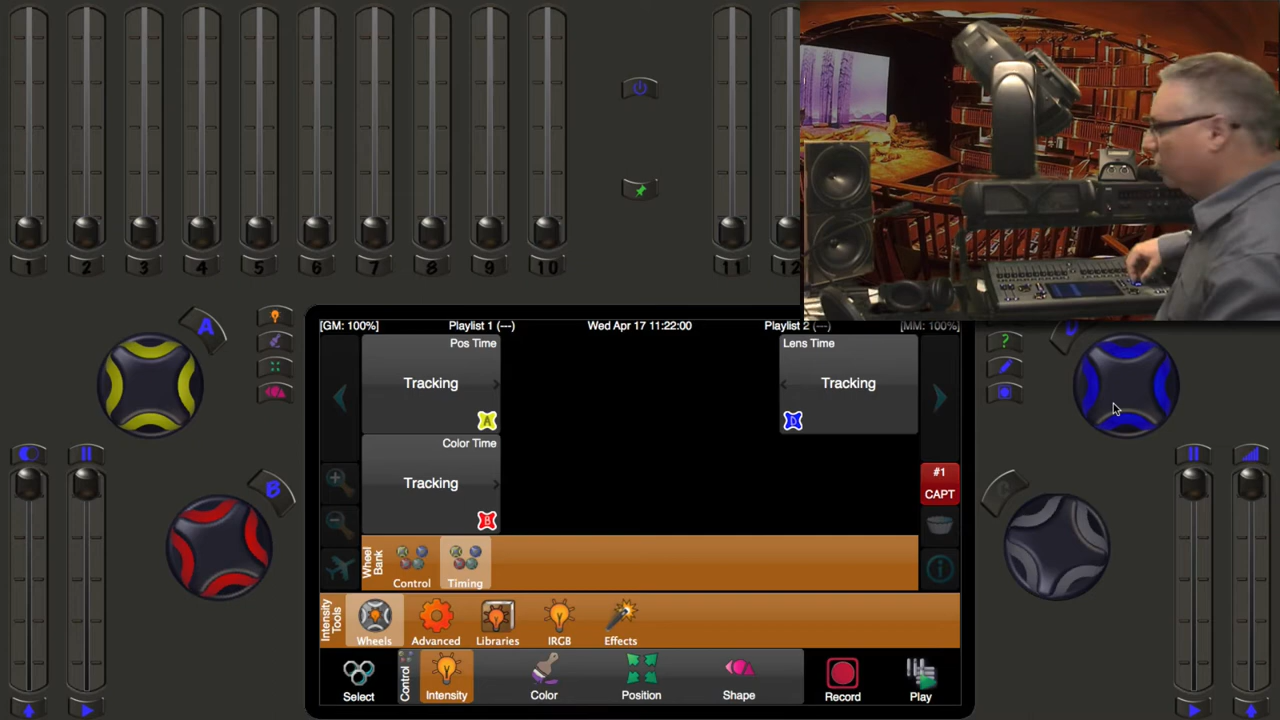 1 2 3 4 5 6 7 8 9 10 11 12
A
B
D
?
[GM: 100%] Playlist 1 (---) Wed Apr 17 11:22:00 Playlist 2 (---) [MM: 100%]
Pos Time
Tracking
A
Lens Time
Tracking
D
Color Time
Tracking
B
#1
CAPT
Wheel
Bank
Control
Timing
Intensity
Tools
Wheels
Advanced
Libraries
IRGB
Effects
Select
Control
Intensity
Color
Position
Shape
Record
Play